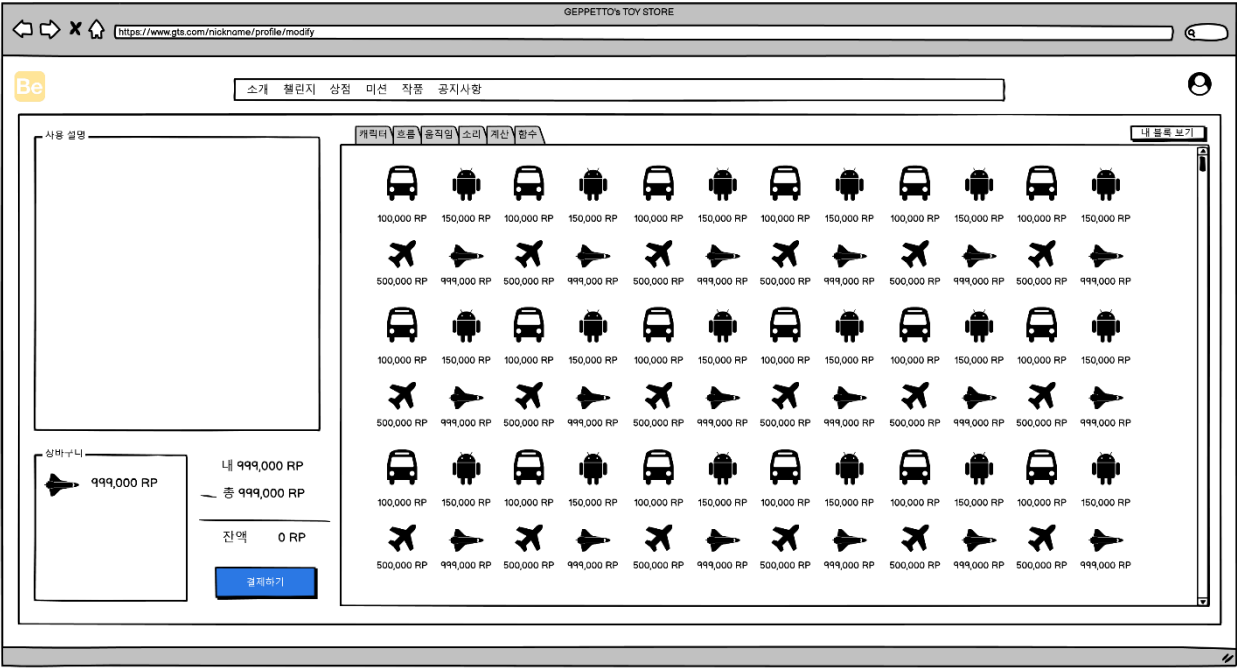 GEPPETTO's TOY STORE
https://www.gts.com/nickname/profile/modify
Be
소개 챌린지 상점 미션 작품 공지사항
사용 설명
캐릭터 흐름 움직임 소리 계산 함수
내 블록 보기
100,000 RP 150,000 RP 100,000 RP 150,000 RP 100,000 RP 150,000 RP 100,000 RP 150,000 RP 100,000 RP 150,000 RP 100,000 RP 150,000 RP
500,000 RP 999,000 RP 500,000 RP 999,000 RP 500,000 RP 999,000 RP 500,000 RP 999,000 RP 500,000 RP 999,000 RP 500,000 RP 999,000 RP
100,000 RP 150,000 RP 100,000 RP 150,000 RP 100,000 RP 150,000 RP 100,000 RP 150,000 RP 100,000 RP 150,000 RP 100,000 RP 150,000 RP
500,000 RP 999,000 RP 500,000 RP 999,000 RP 500,000 RP 999,000 RP 500,000 RP 999,000 RP 500,000 RP 999,000 RP 500,000 RP 999,000 RP
100,000 RP 150,000 RP 100,000 RP 150,000 RP 100,000 RP 150,000 RP 100,000 RP 150,000 RP 100,000 RP 150,000 RP 100,000 RP 150,000 RP
500,000 RP 999,000 RP 500,000 RP 999,000 RP 500,000 RP 999,000 RP 500,000 RP 999,000 RP 500,000 RP 999,000 RP 500,000 RP 999,000 RP
장바구니
999,000 RP
내 999,000 RP
총 999,000 RP
잔액 0 RP
결제하기